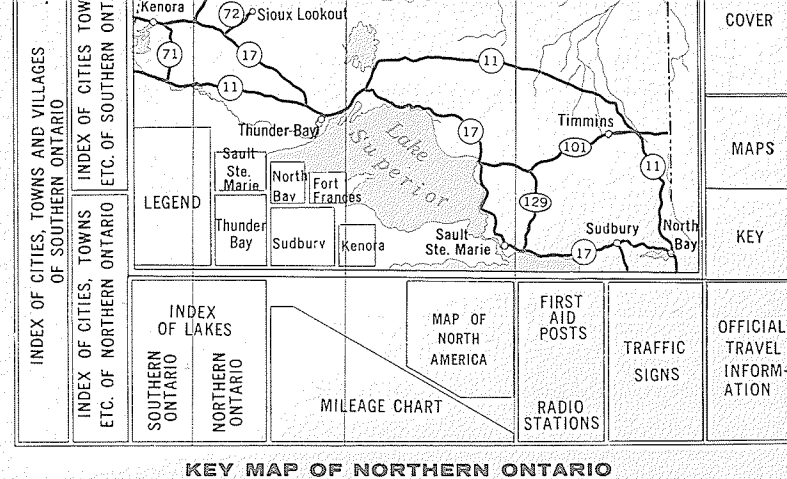 Kenora
72
Sioux Lookout
71
17
11
11
Thunder Bay
Lake
Superior
17
Timmins
101
11
129
Sault
Ste. Marie
Sudbury
North
Bay
17
LEGEND
Sault
Ste.
Marie
North
Bay
Fort
Frances
Thunder
Bay
Sudbury
Kenora
INDEX OF CITIES, TOWNS AND VILLAGES
OF SOUTHERN ONTARIO
INDEX OF CITIES TOW
ETC. OF SOUTHERN ONT
INDEX OF CITIES, TOWNS
ETC. OF NORTHERN ONTARIO
COVER
MAPS
KEY
INDEX
OF LAKES
SOUTHERN
ONTARIO
NORTHERN
ONTARIO
MILEAGE CHART
MAP OF
NORTH
AMERICA
FIRST
AID
POSTS
RADIO
STATIONS
TRAFFIC
SIGNS
OFFICIAL
TRAVEL
INFORM-
ATION
KEY MAP OF NORTHERN ONTARIO